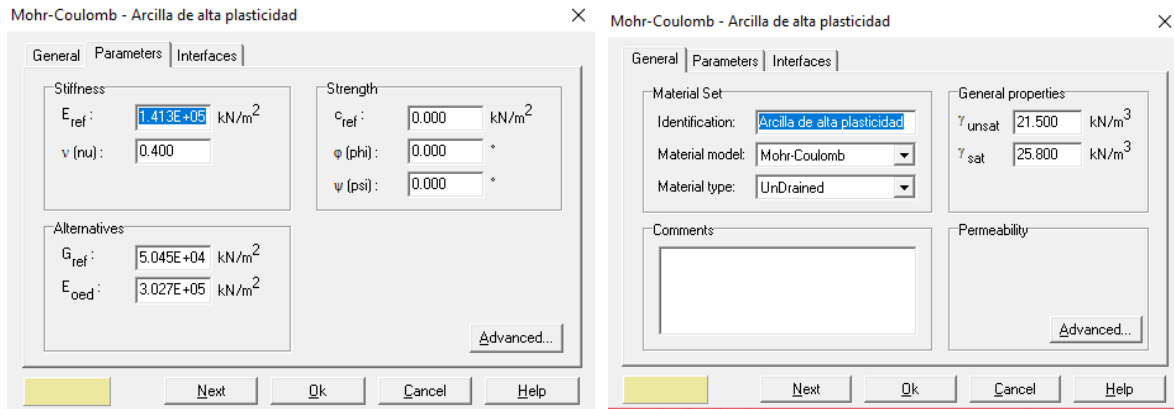 Mohr-Coulomb - Arcilla de alta plasticidad
General Parameters Interfaces
Stiffness
E_ref : 1.413E+05 kN/m²
ν (nu) : 0.400
Strength
c_ref : 0.000 kN/m²
φ (phi) : 0.000 °
ψ (psi) : 0.000 °
Alternatives
G_ref : 5.045E+04 kN/m²
E_oed : 3.027E+05 kN/m²
Advanced...
Next Ok Cancel Help
Mohr-Coulomb - Arcilla de alta plasticidad
General Parameters Interfaces
Material Set
Identification: Arcilla de alta plasticidad
Material model: Mohr-Coulomb
Material type: UnDrained
General properties
γ_unsat 21.500 kN/m³
γ_sat 25.800 kN/m³
Comments
Permeability
Advanced...
Next Ok Cancel Help